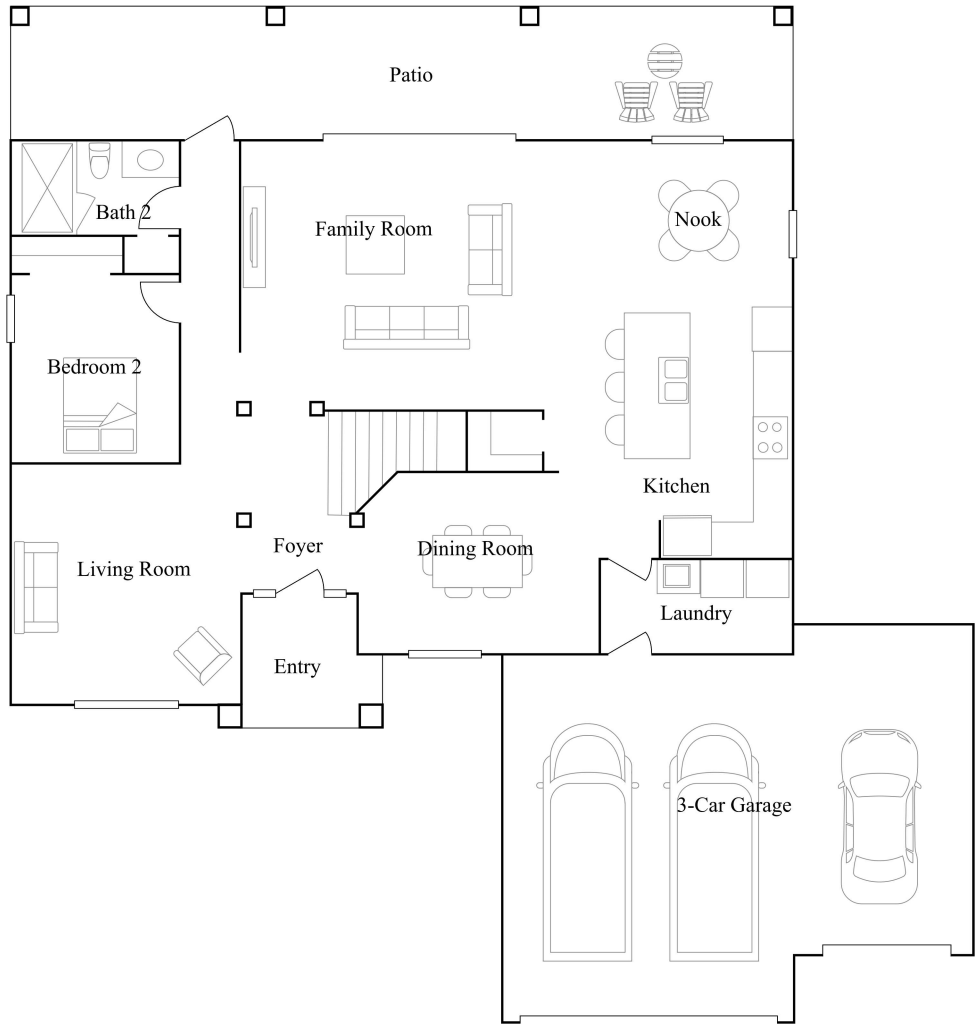 Patio
Bath 2
Family Room
Nook
Bedroom 2
Kitchen
Foyer
Dining Room
Living Room
Laundry
Entry
3-Car Garage